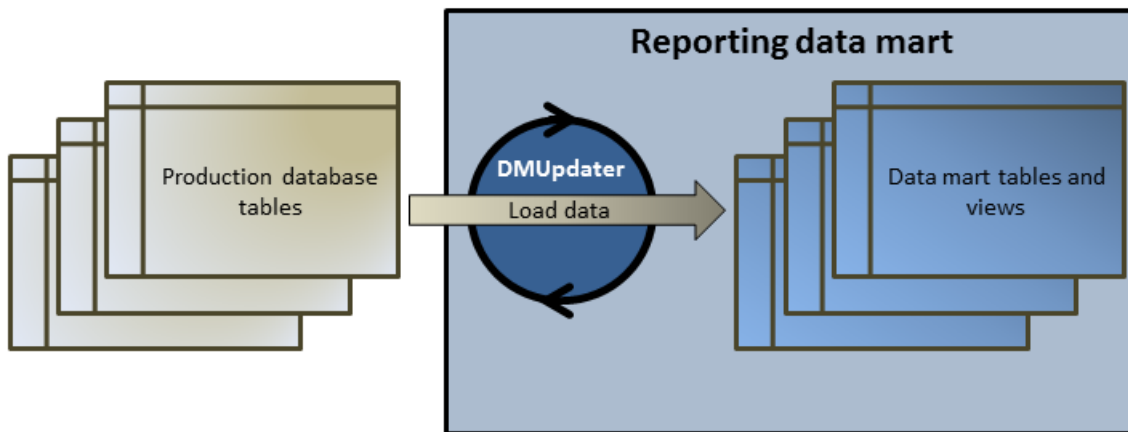 Reporting data mart
Production database
tables
DMUpdater
Load data
Data mart tables and
views